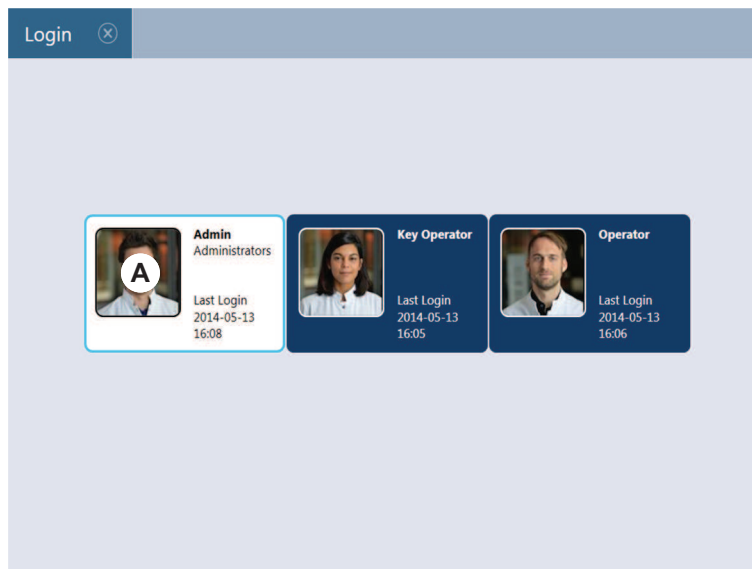 Login
Admin
Administrators
Last Login
2014-05-13
16:08
A
Key Operator
Last Login
2014-05-13
16:05
Operator
Last Login
2014-05-13
16:06